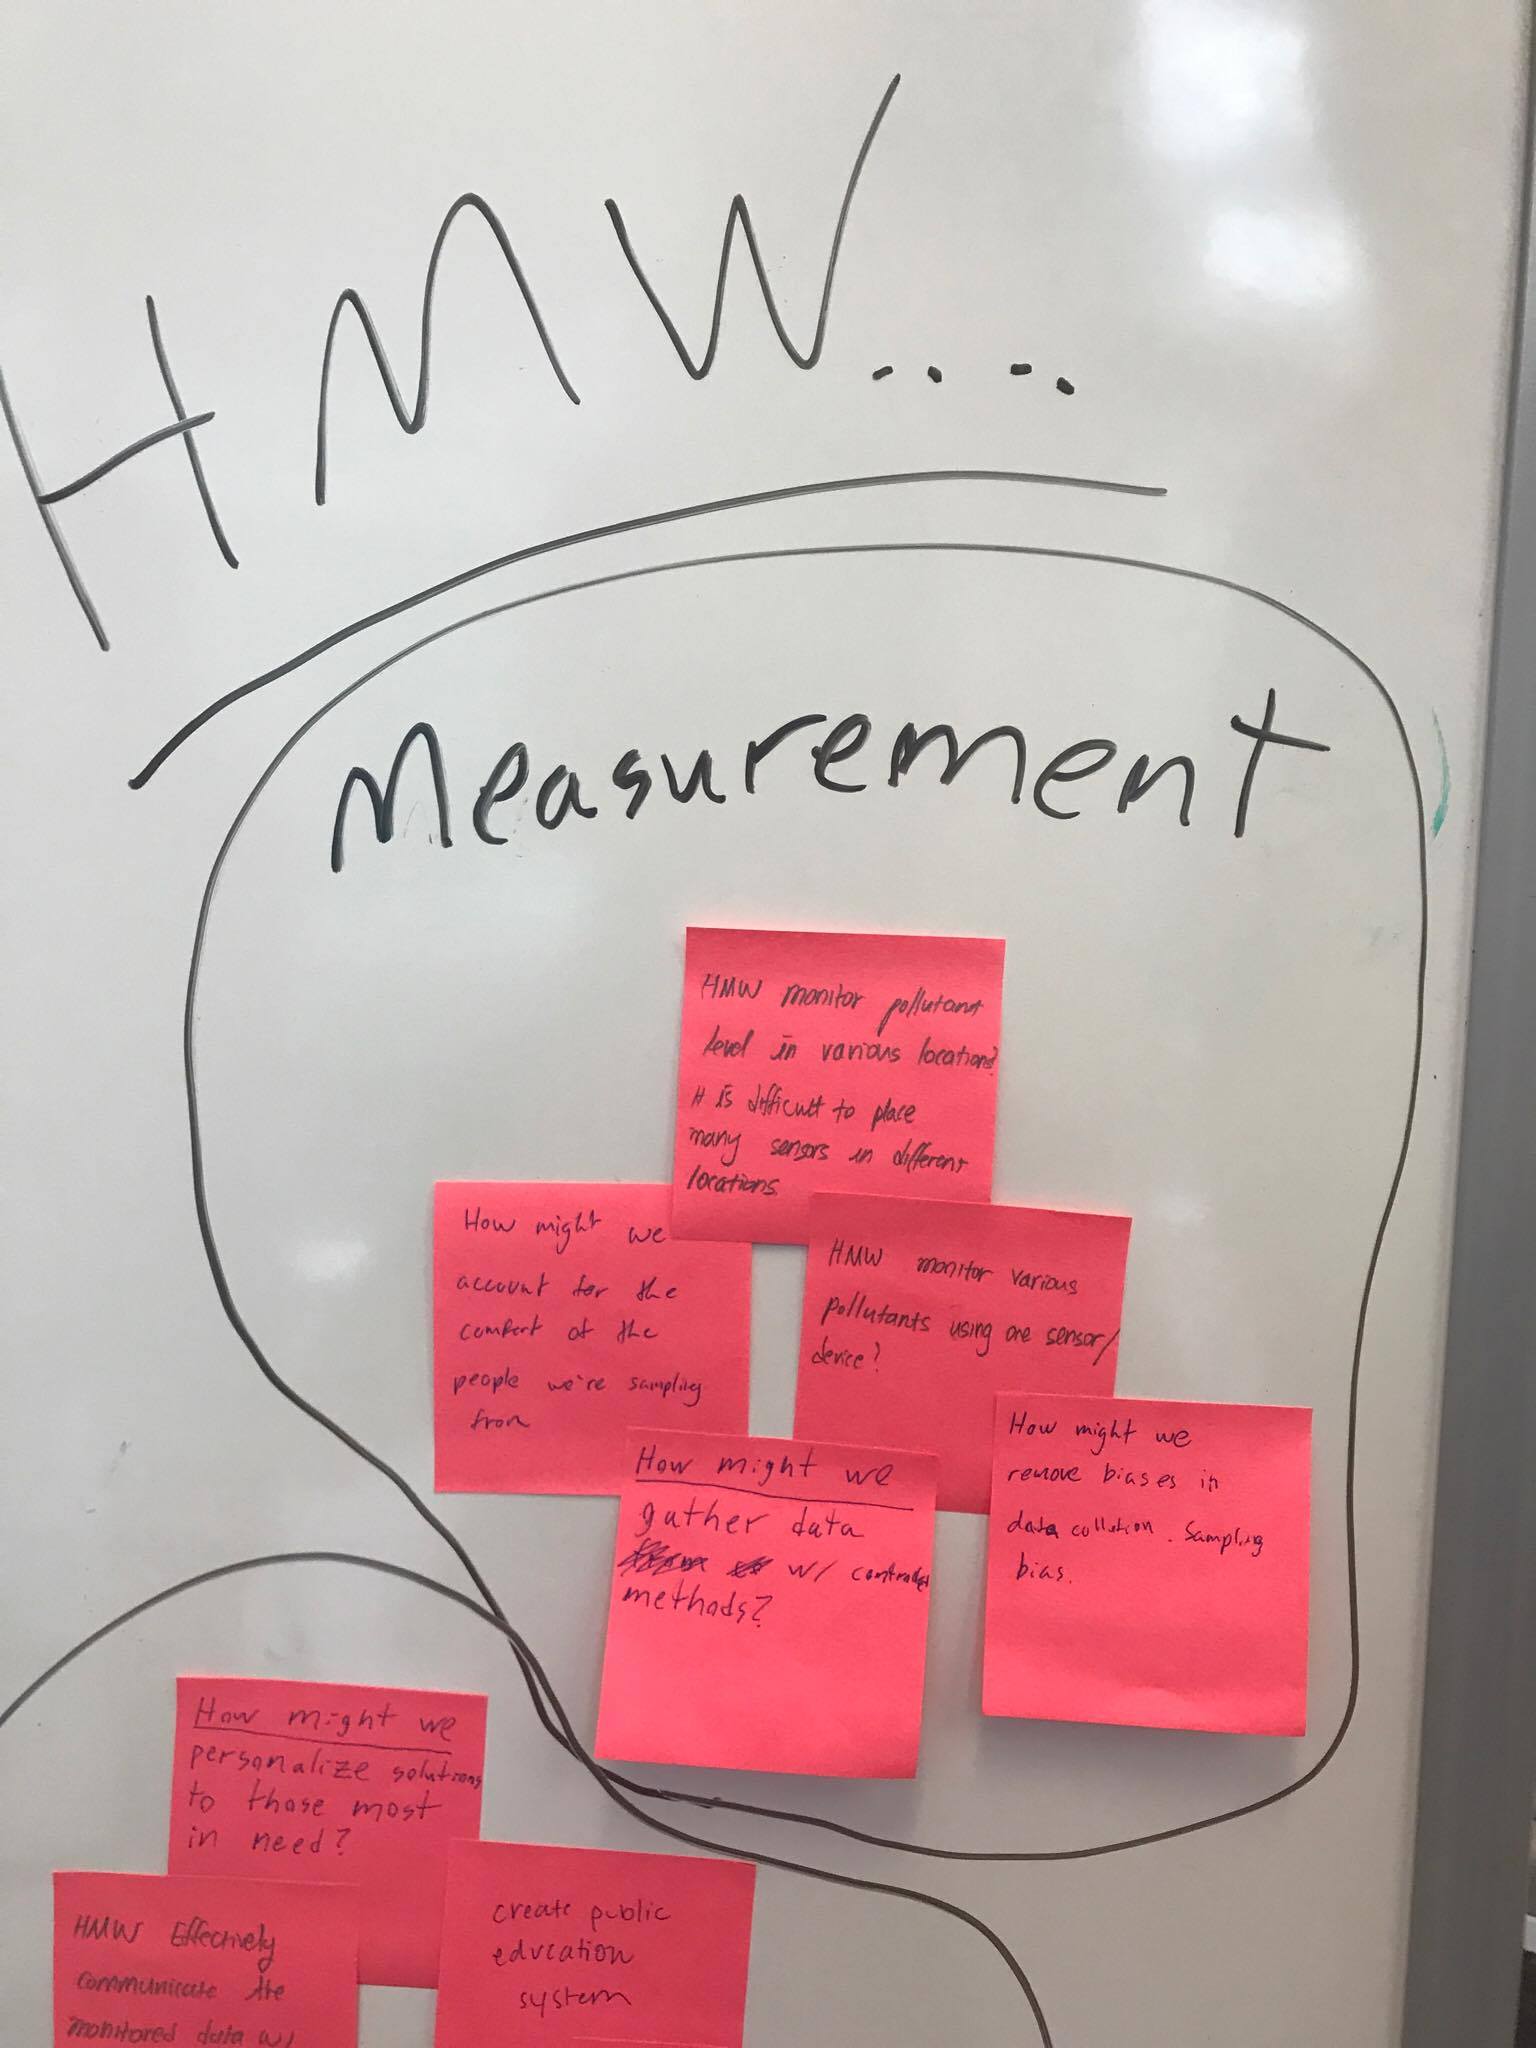 HMW....
Measurement
HMW monitor pollutant
level in various locations?
It is difficult to place
many sensors in different
locations.
How might we
account for the
comfort of the
people we're sampling
from
HMW monitor various
pollutants using one sensor/
device?
How might we
gather data
w/
methods?
How might we
remove biases in
data collection. Sampling
bias.
How might we
personalize solutions
to those most
in need?
HMW Effectively
communicate the
monitored data w/
create public
education
system